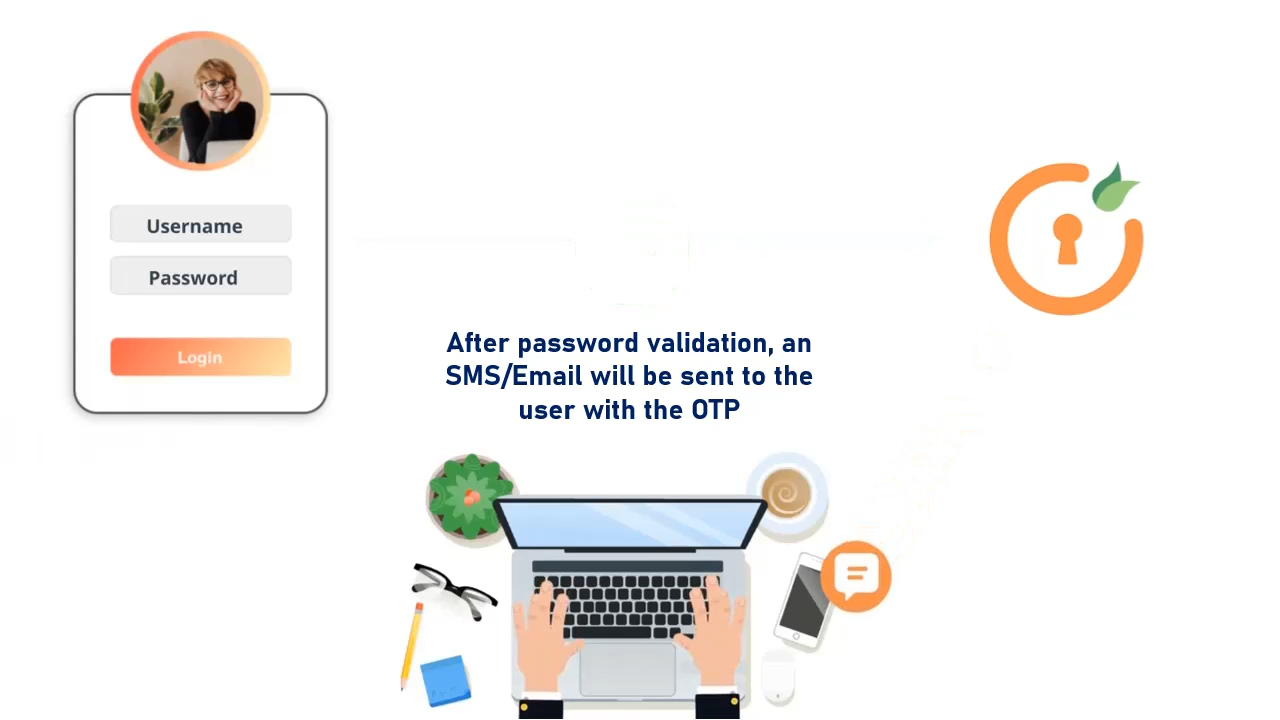 Username
Password
Login
After password validation, an
SMS/Email will be sent to the
user with the OTP